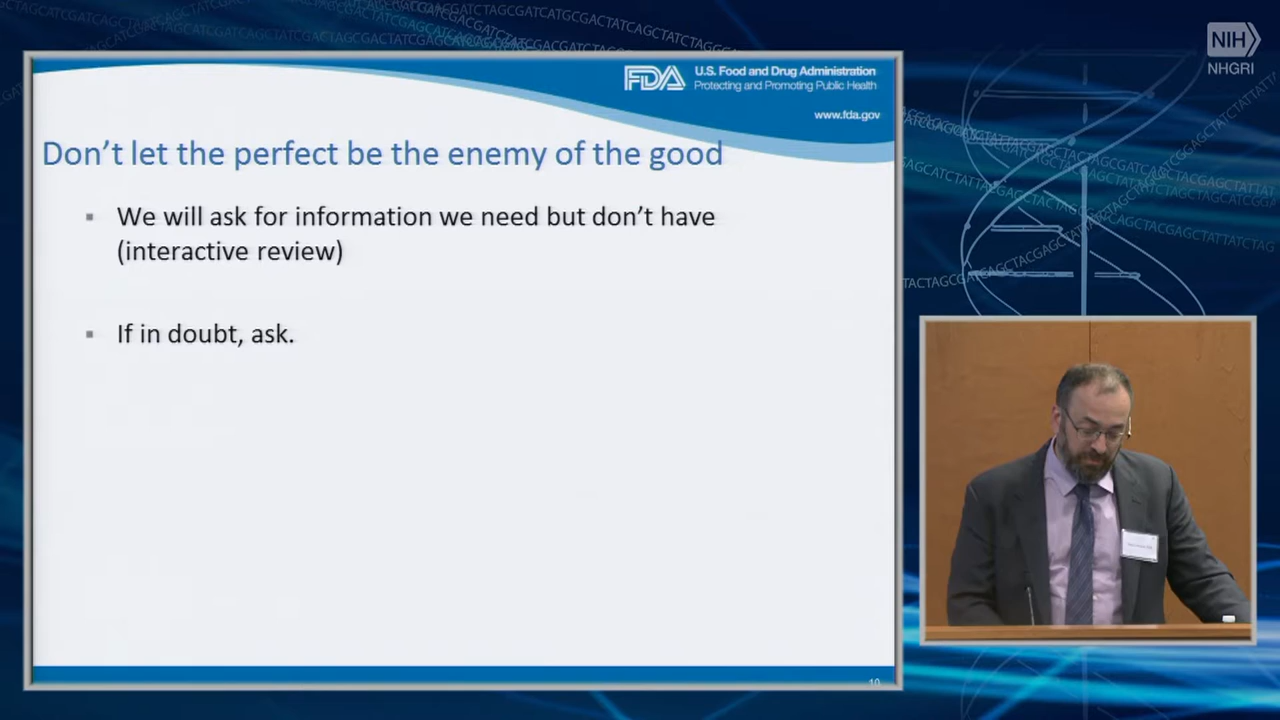 NIH
NHGRI
FDA
U.S. Food and Drug Administration
Protecting and Promoting Public Health
www.fda.gov
Don't let the perfect be the enemy of the good
▪ We will ask for information we need but don't have
(interactive review)
▪ If in doubt, ask.